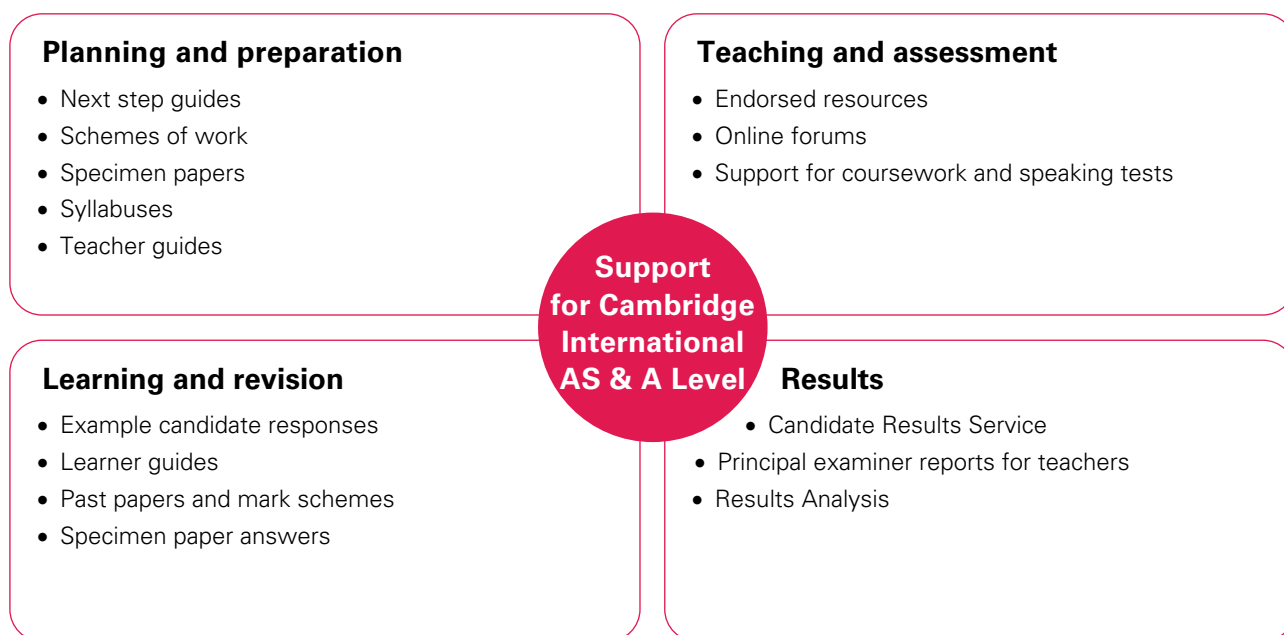 Planning and preparation
• Next step guides
• Schemes of work
• Specimen papers
• Syllabuses
• Teacher guides
Teaching and assessment
• Endorsed resources
• Online forums
• Support for coursework and speaking tests
Support
for Cambridge
International
AS & A Level
Learning and revision
• Example candidate responses
• Learner guides
• Past papers and mark schemes
• Specimen paper answers
Results
• Candidate Results Service
• Principal examiner reports for teachers
• Results Analysis